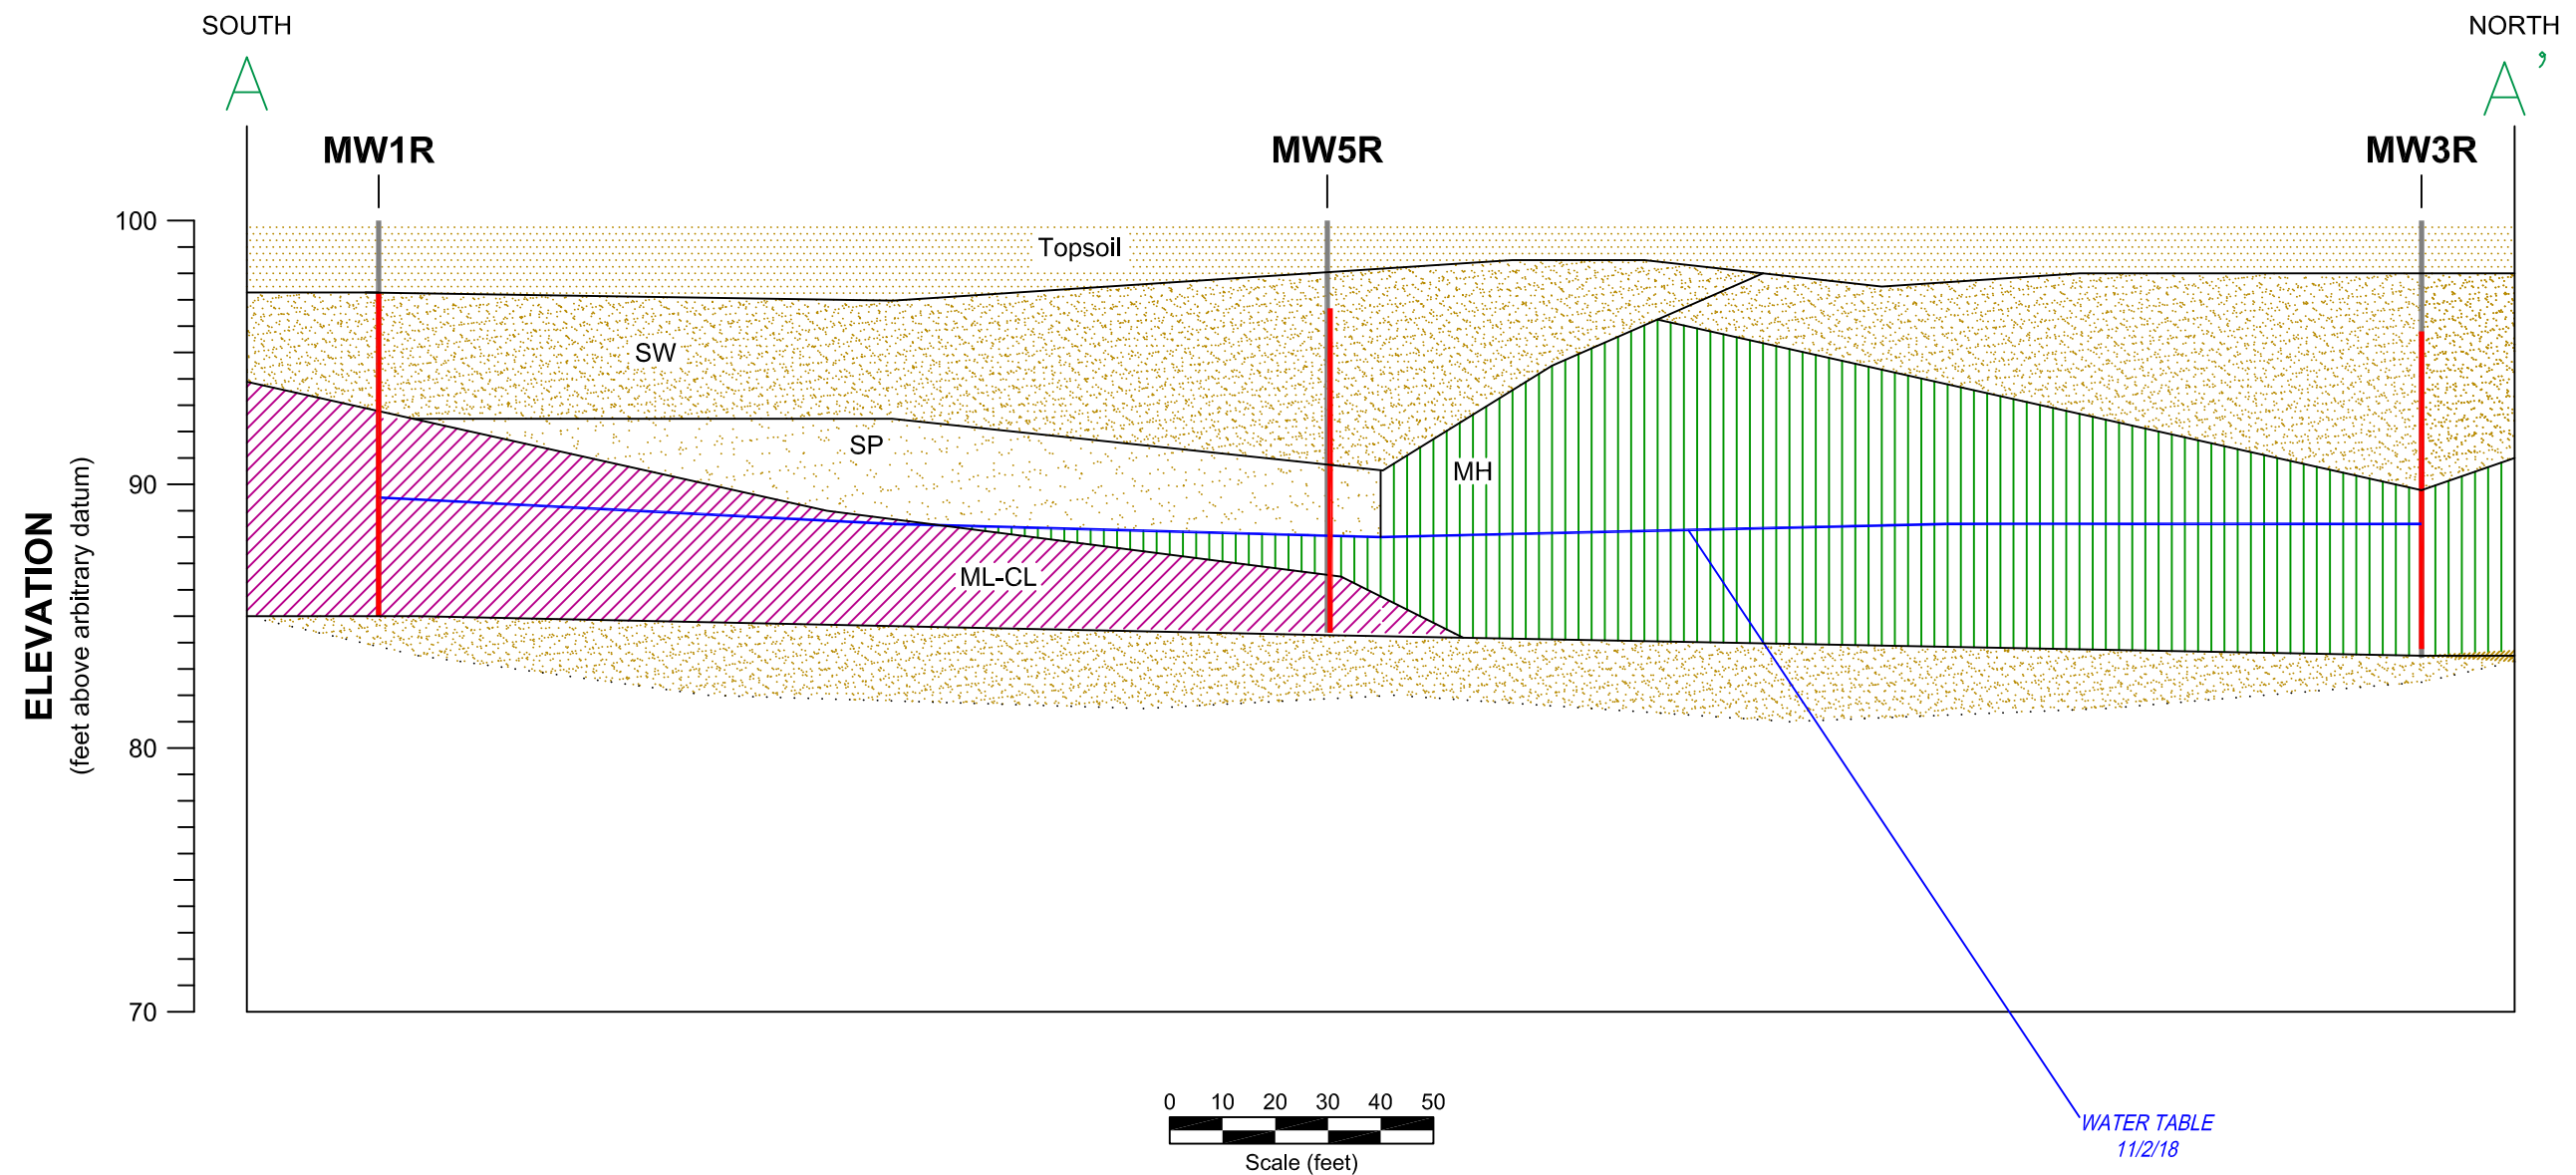 SOUTH
NORTH
A
A’
MW1R
MW5R
MW3R
100
90
80
70
ELEVATION
(feet above arbitrary datum)
Topsoil
SW
SP
MH
ML-CL
0 10 20 30 40 50
Scale (feet)
WATER TABLE
11/2/18